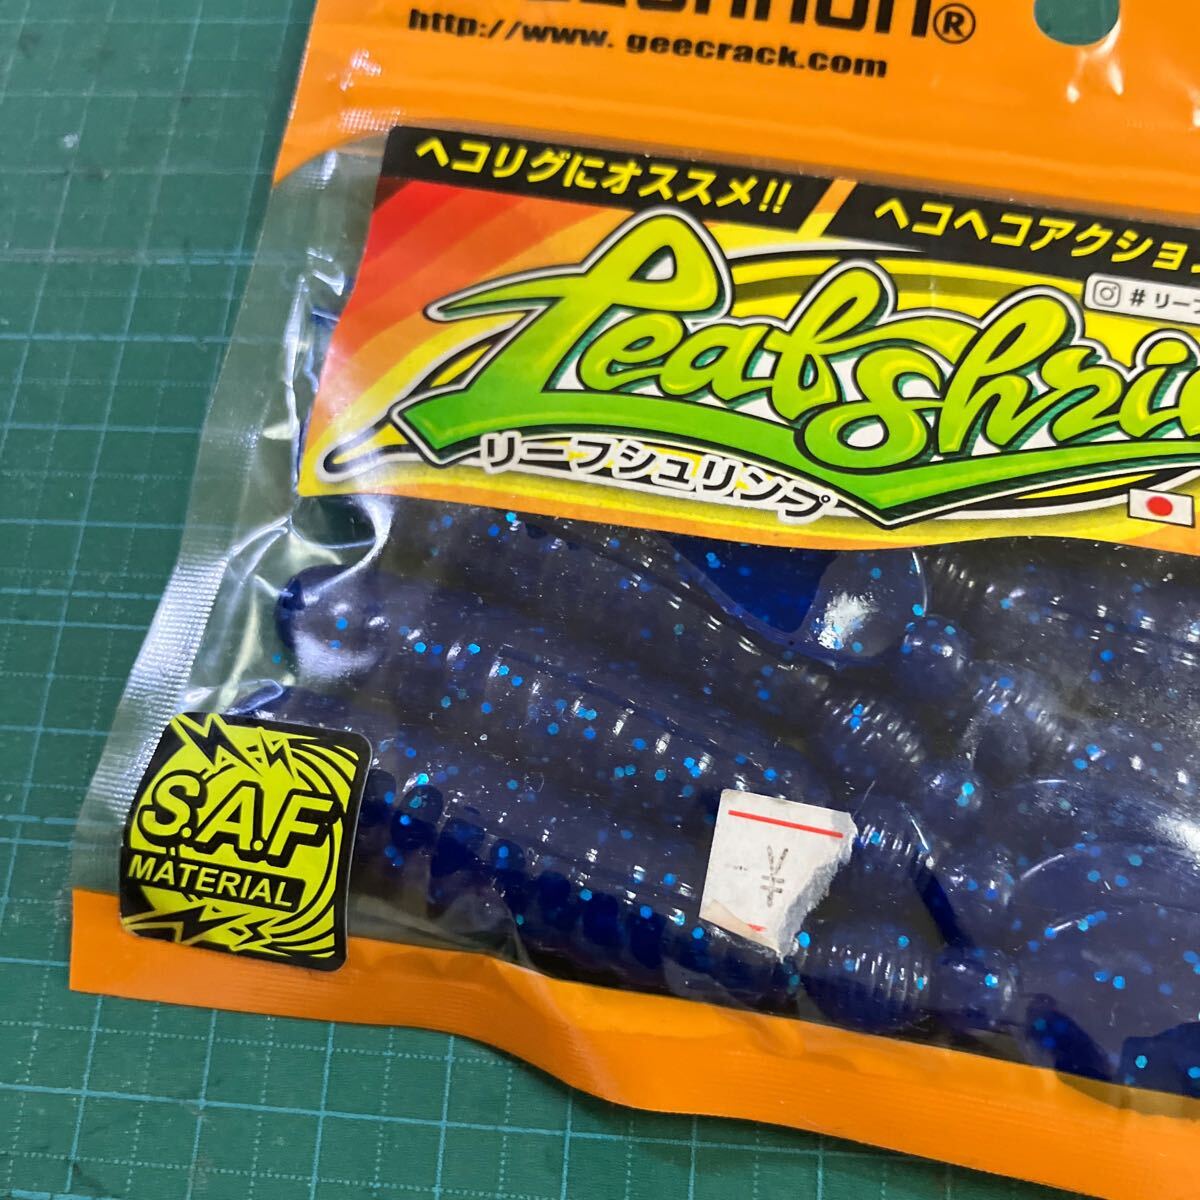 ®
http://www. geecrack.com
ヘコリグにオススメ!!
ヘコヘコアクショ
# リー
Leafshri
リーフシュリンプ
S.A.F
MATERIAL
¥